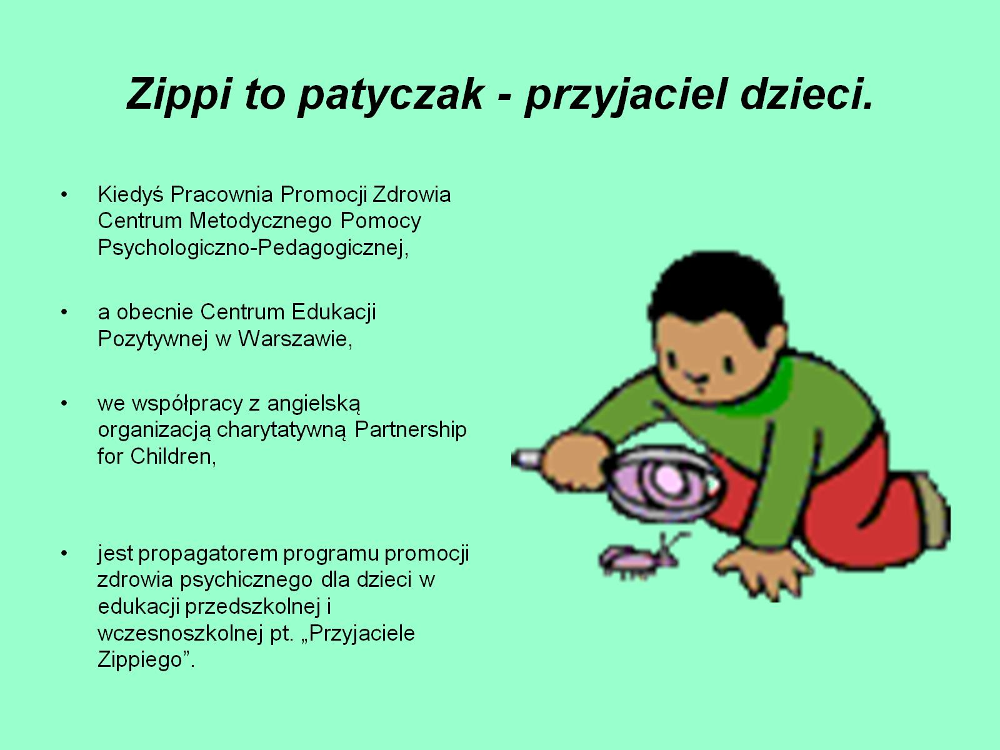 Zippi to patyczak - przyjaciel dzieci.
• Kiedyś Pracownia Promocji Zdrowia
Centrum Metodycznego Pomocy
Psychologiczno-Pedagogicznej,
• a obecnie Centrum Edukacji
Pozytywnej w Warszawie,
• we współpracy z angielską
organizacją charytatywną Partnership
for Children,
• jest propagatorem programu promocji
zdrowia psychicznego dla dzieci w
edukacji przedszkolnej i
wczesnoszkolnej pt. „Przyjaciele
Zippiego”.